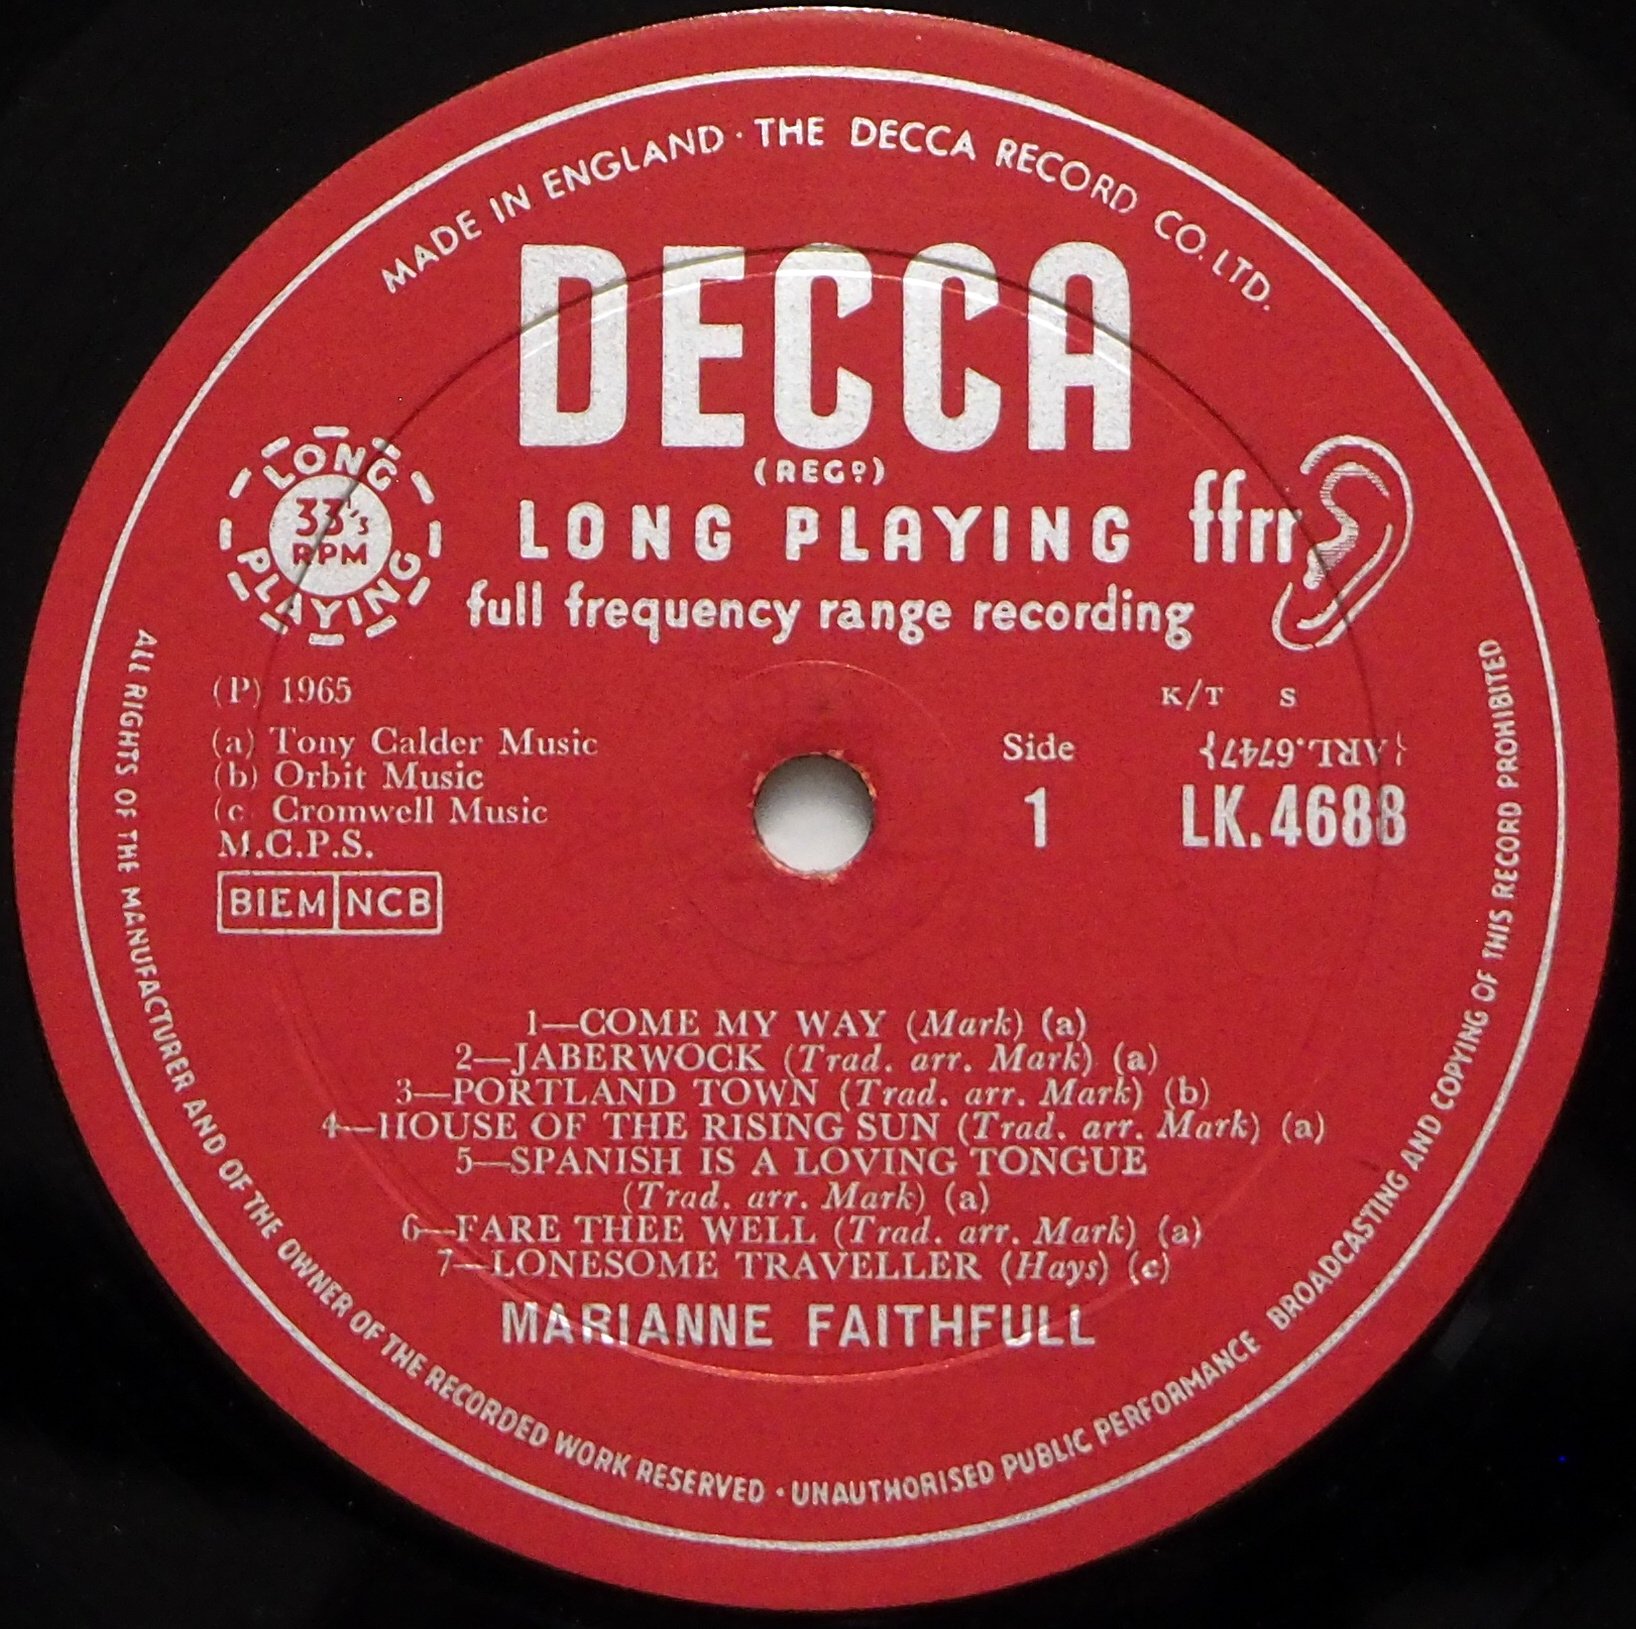 MADE IN ENGLAND · THE DECCA RECORD CO. LTD.
DECCA
(REGD)
LONG PLAYING ffrr
full frequency range recording
LONG
33 1/3
RPM
PLAYING
(P) 1965
(a) Tony Calder Music
(b) Orbit Music
(c Cromwell Music
M.C.P.S.
BIEM NCB
K/T S
Side
1
{ARL.6747}
LK.4688
1—COME MY WAY (Mark) (a)
2—JABERWOCK (Trad. arr. Mark) (a)
3—PORTLAND TOWN (Trad. arr. Mark) (b)
4—HOUSE OF THE RISING SUN (Trad. arr. Mark) (a)
5—SPANISH IS A LOVING TONGUE
(Trad. arr. Mark) (a)
6—FARE THEE WELL (Trad. arr. Mark) (a)
7—LONESOME TRAVELLER (Hays) (c)
MARIANNE FAITHFULL
ALL RIGHTS OF THE MANUFACTURER AND OF THE OWNER OF THE RECORDED WORK RESERVED · UNAUTHORISED PUBLIC PERFORMANCE BROADCASTING AND COPYING OF THIS RECORD PROHIBITED